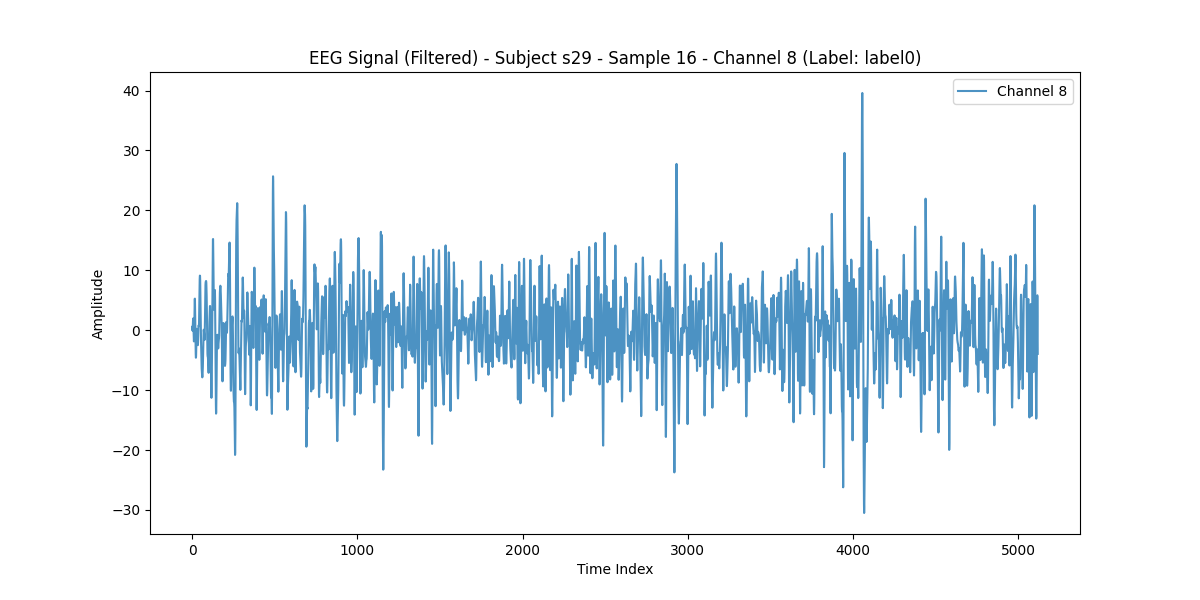 EEG Signal (Filtered) - Subject s29 - Sample 16 - Channel 8 (Label: label0)
Channel 8
40
30
20
10
0
−10
−20
−30
Amplitude
0 1000 2000 3000 4000 5000
Time Index